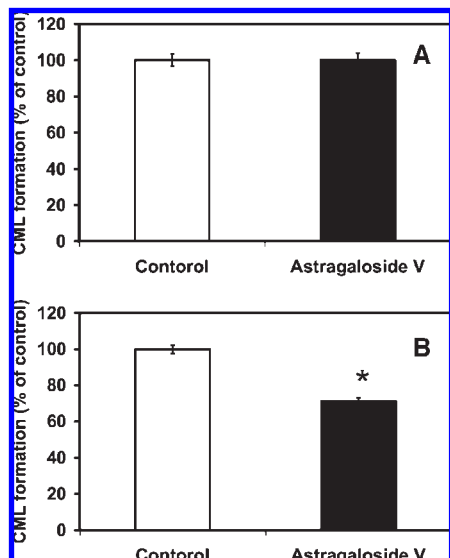 CML formation (% of control)
120
100
80
60
40
20
0
A
Contorol Astragaloside V
CML formation (% of control)
120
100
80
60
40
20
0
B
*
Contorol Astragaloside V